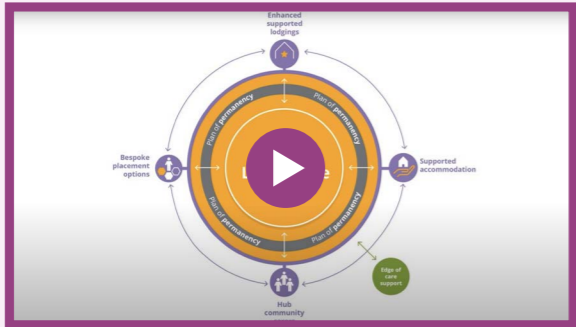 Enhanced
supported
lodgings
Plan of permanency
Plan of permanency
Bespoke
placement
options
Supported
accommodation
Plan of permanency
Plan of permanency
Edge of
care
support
Hub
community